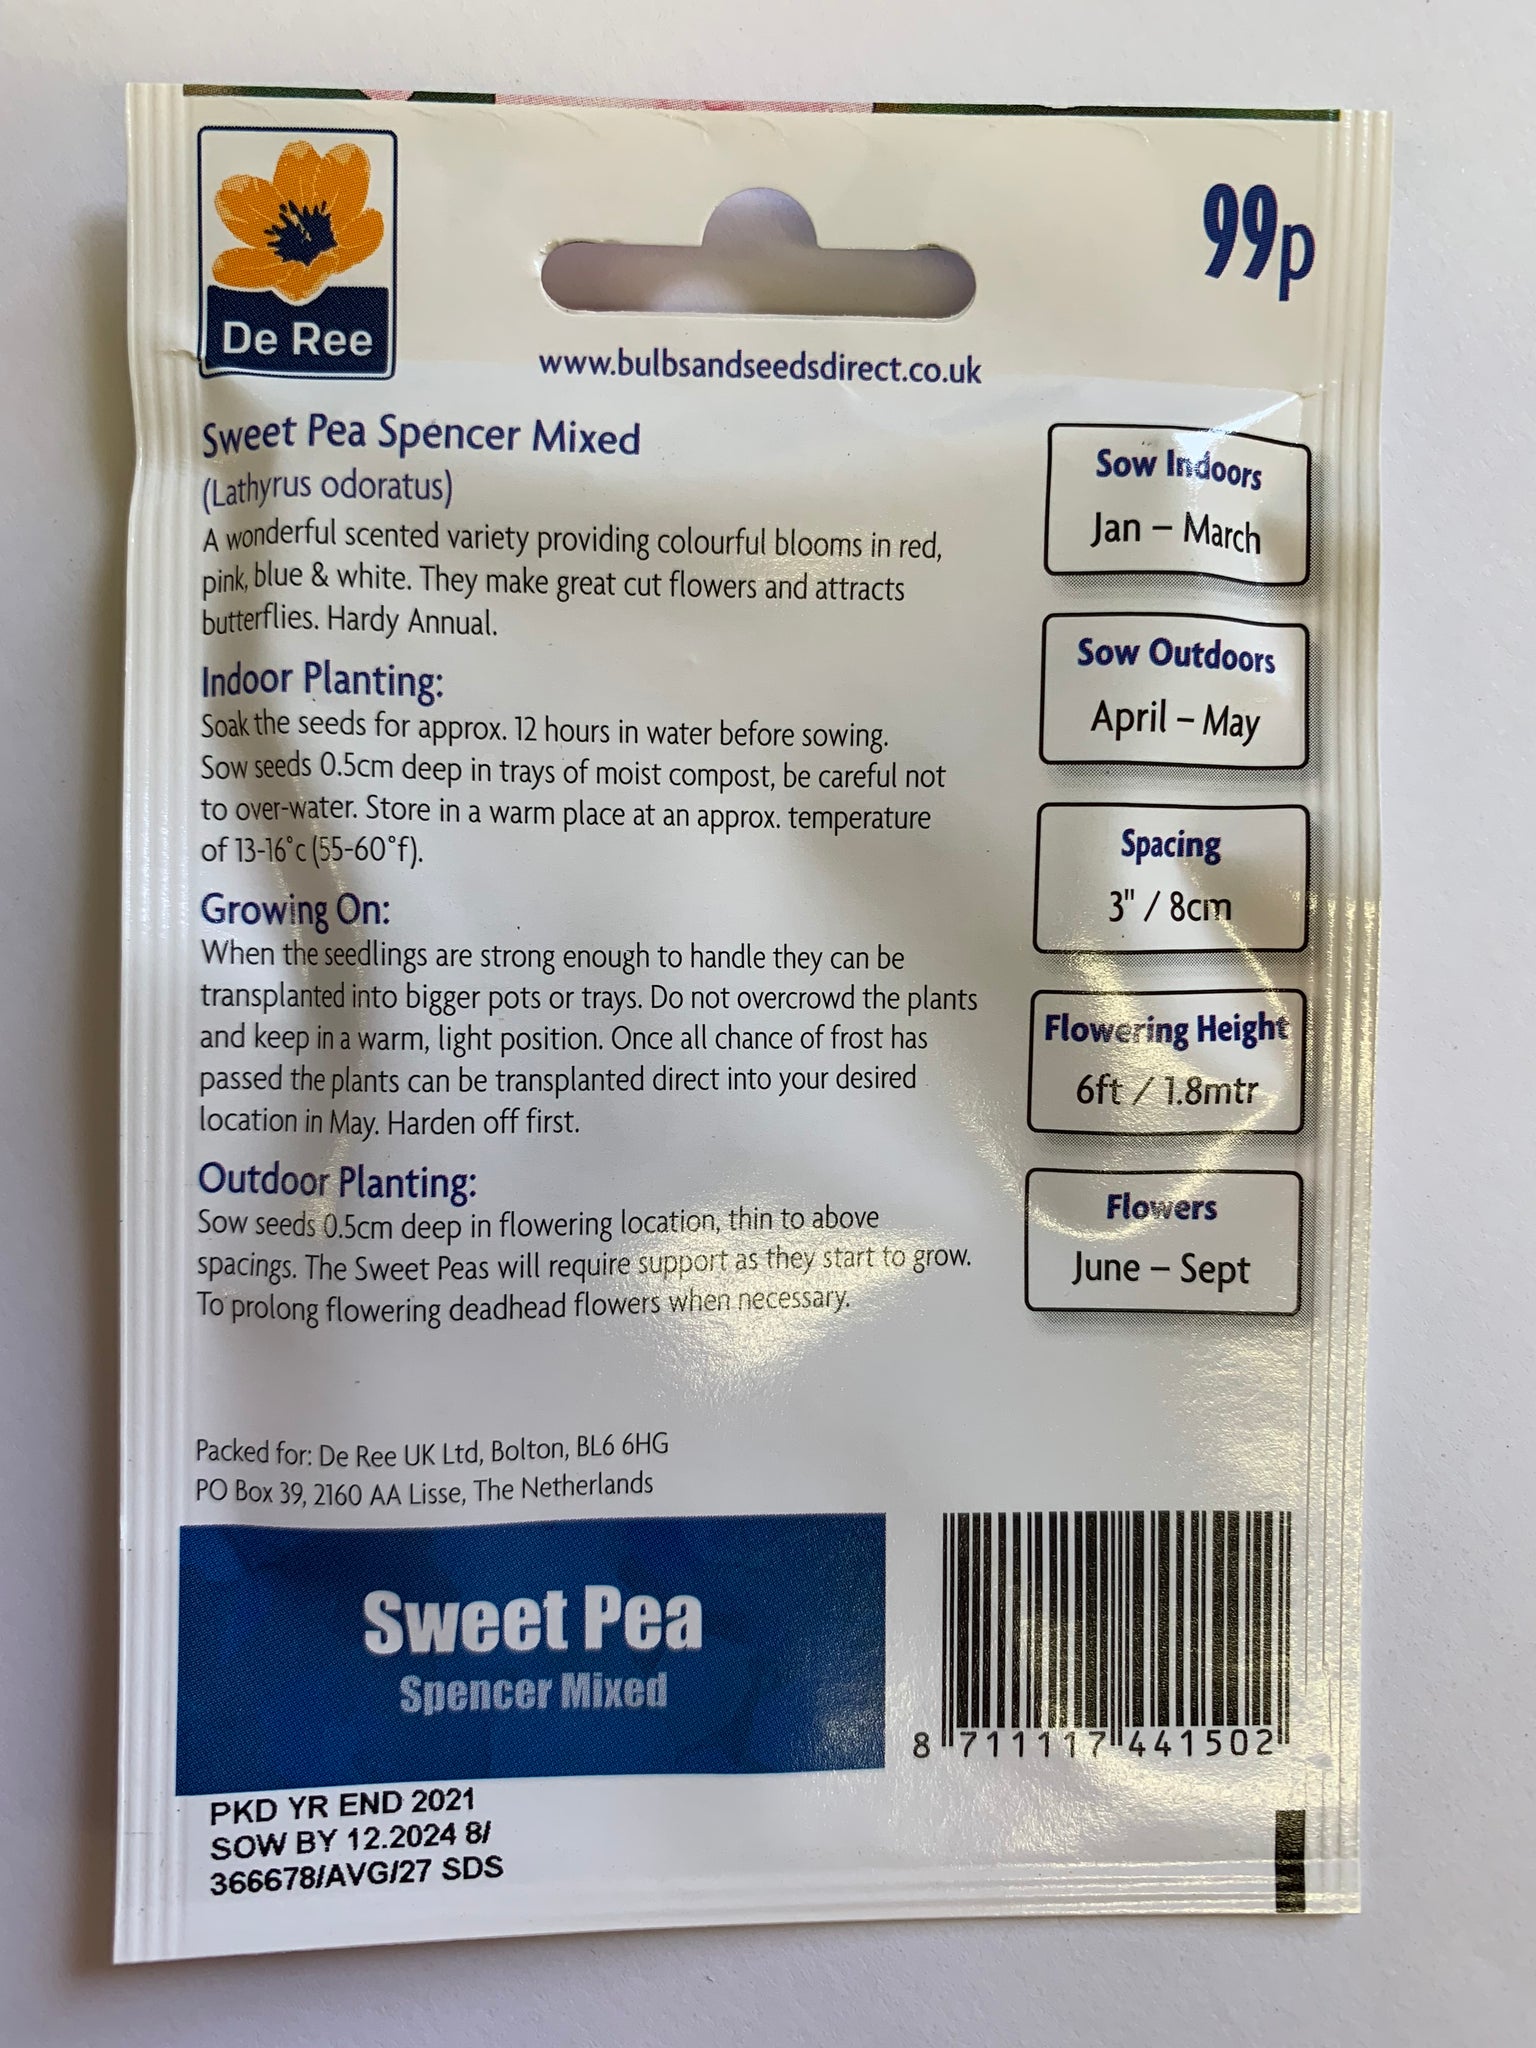 De Ree
99p
www.bulbsandseedsdirect.co.uk
Sweet Pea Spencer Mixed
(Lathyrus odoratus)
A wonderful scented variety providing colourful blooms in red,
pink, blue & white. They make great cut flowers and attracts
butterflies. Hardy Annual.
Indoor Planting:
Soak the seeds for approx. 12 hours in water before sowing.
Sow seeds 0.5cm deep in trays of moist compost, be careful not
to over-water. Store in a warm place at an approx. temperature
of 13-16°c (55-60°f).
Growing On:
When the seedlings are strong enough to handle they can be
transplanted into bigger pots or trays. Do not overcrowd the plants
and keep in a warm, light position. Once all chance of frost has
passed the plants can be transplanted direct into your desired
location in May. Harden off first.
Outdoor Planting:
Sow seeds 0.5cm deep in flowering location, thin to above
spacings. The Sweet Peas will require support as they start to grow.
To prolong flowering deadhead flowers when necessary.
Sow Indoors
Jan – March
Sow Outdoors
April – May
Spacing
3" / 8cm
Flowering Height
6ft / 1.8mtr
Flowers
June – Sept
Packed for: De Ree UK Ltd, Bolton, BL6 6HG
PO Box 39, 2160 AA Lisse, The Netherlands
Sweet Pea
Spencer Mixed
8 711117 441502
PKD YR END 2021
SOW BY 12.2024 8/
366678/AVG/27 SDS